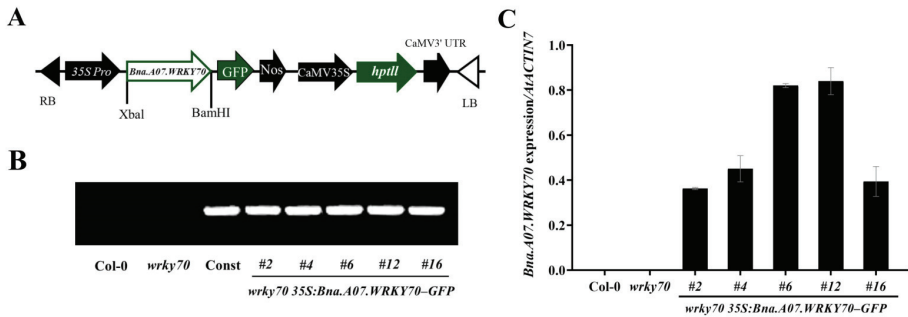 A
CaMV3' UTR
35S Pro
Bna.A07.WRKY70
GFP
Nos
CaMV35S
hptll
RB
LB
XbaI
BamHI
B
Col-0 wrky70 Const #2 #4 #6 #12 #16
wrky70 35S:Bna.A07.WRKY70–GFP
C
Bna.A07.WRKY70 expression/AtACTIN7
1.0
0.8
0.6
0.4
0.2
0.0
Col-0 wrky70 #2 #4 #6 #12 #16
wrky70 35S:Bna.A07.WRKY70–GFP